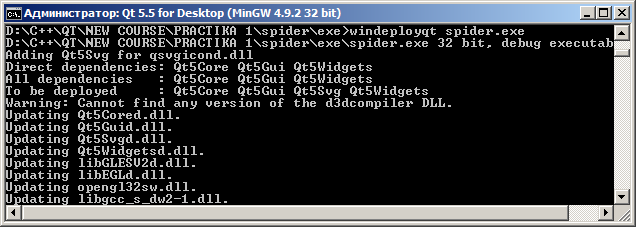 Администратор: Qt 5.5 for Desktop (MinGW 4.9.2 32 bit)
D:\C++\QT\NEW COURSE\PRACTIKA 1\spider\exe>windeployqt spider.exe
D:\C++\QT\NEW COURSE\PRACTIKA 1\spider\exe\spider.exe 32 bit, debug executab
Adding Qt5Svg for qsvgicond.dll
Direct dependencies: Qt5Core Qt5Gui Qt5Widgets
All dependencies   : Qt5Core Qt5Gui Qt5Widgets
To be deployed     : Qt5Core Qt5Gui Qt5Svg Qt5Widgets
Warning: Cannot find any version of the d3dcompiler DLL.
Updating Qt5Cored.dll.
Updating Qt5Guid.dll.
Updating Qt5Svgd.dll.
Updating Qt5Widgetsd.dll.
Updating libGLESV2d.dll.
Updating libEGLd.dll.
Updating opengl32sw.dll.
Updating libgcc_s_dw2-1.dll.